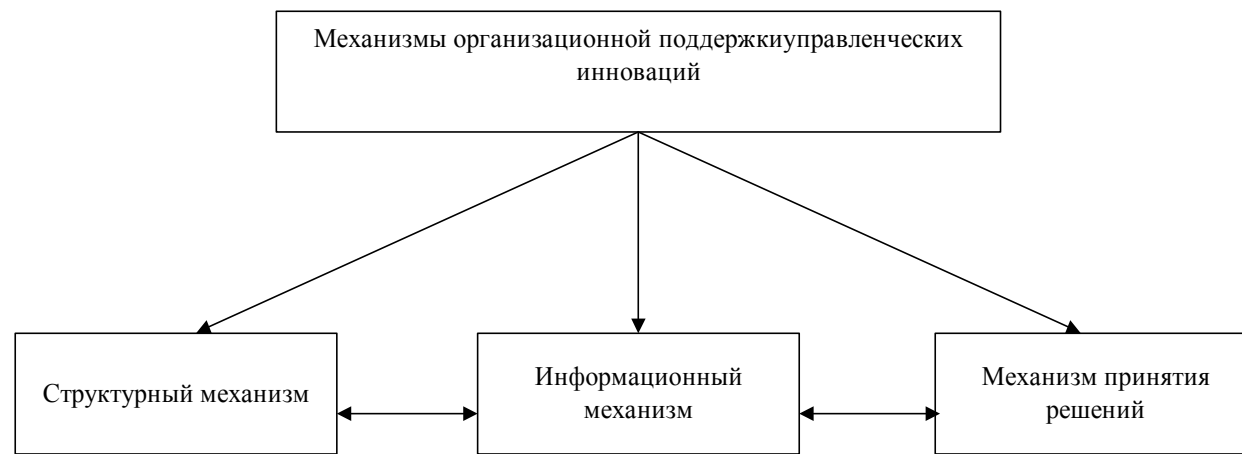 Механизмы организационной поддержкиуправленческих
инноваций
Структурный механизм
Информационный
механизм
Механизм принятия
решений